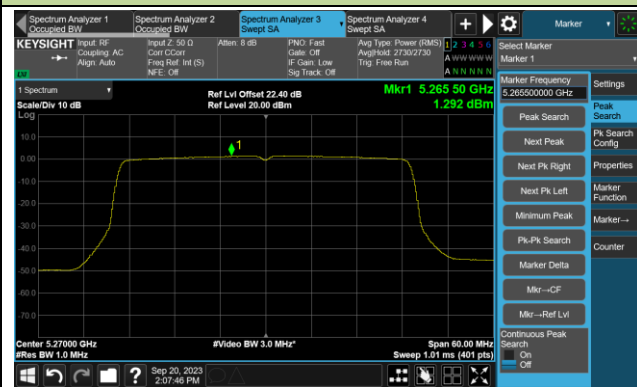 Spectrum Analyzer 1
Occupied BW
Spectrum Analyzer 2
Occupied BW
Spectrum Analyzer 3
Swept SA
Spectrum Analyzer 4
Swept SA
Marker
KEYSIGHT
Input: RF
Coupling: AC
Align: Auto
Input Z: 50 Ω
Corr CCorr
Freq Ref: Int (S)
NFE: Off
Atten: 8 dB
PNO: Fast
Gate: Off
IF Gain: Low
Sig Track: Off
Avg Type: Power (RMS)
Avg|Hold: 2730/2730
Trig: Free Run
1 2 3 4 5 6
A W W W W W
A N N N N N
Select Marker
Marker 1
1 Spectrum
Scale/Div 10 dB
Log
Ref Lvl Offset 22.40 dB
Ref Level 20.00 dBm
Mkr1 5.265 50 GHz
1.292 dBm
1
10.0
0.00
-10.0
-20.0
-30.0
-40.0
-50.0
-60.0
-70.0
Center 5.27000 GHz
#Res BW 1.0 MHz
#Video BW 3.0 MHz*
Span 60.00 MHz
Sweep 1.01 ms (401 pts)
Marker Frequency
5.265500000 GHz
Peak Search
Next Peak
Next Pk Right
Next Pk Left
Minimum Peak
Pk-Pk Search
Marker Delta
Mkr→CF
Mkr→Ref Lvl
Continuous Peak
Search
On
Off
Settings
Peak
Search
Pk Search
Config
Properties
Marker
Function
Marker→
Counter
Sep 20, 2023
2:07:46 PM